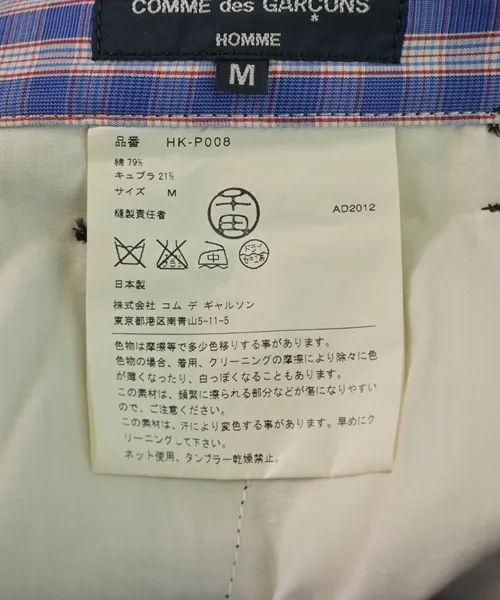 COMME des GARÇONS
HOMME
M
品番 HK-P008
綿 79%
キュプラ 21%
サイズ M
縫製責任者 千田 AD2012
ドライ
セキユ系
日本製
株式会社 コム デ ギャルソン
東京都港区南青山5-11-5
色物は摩擦等で多少色移りする事があります。
色物の場合、着用、クリーニングの摩擦により除々に色
が薄くなったり、白っぽくなることもあります。
この素材は、頻繁に擦られる部分などが傷になりやすい
ので、ご注意ください。
この素材は、汗により変色する事があります。早めにク
リーニングして下さい。
ネット使用、タンブラー乾燥禁止。